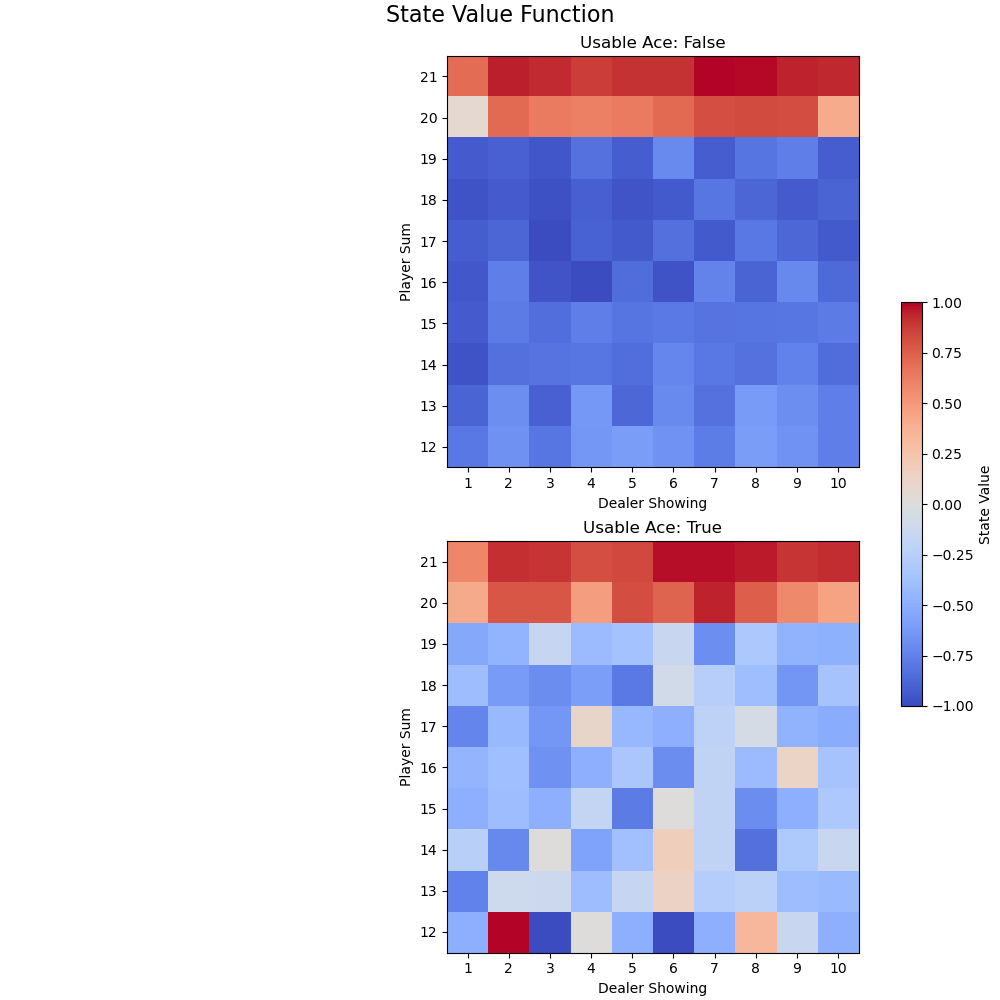 State Value Function
Usable Ace: False
Player Sum
21
20
19
18
17
16
15
14
13
12
1 2 3 4 5 6 7 8 9 10
Dealer Showing
Usable Ace: True
Player Sum
21
20
19
18
17
16
15
14
13
12
1 2 3 4 5 6 7 8 9 10
Dealer Showing
1.00
0.75
0.50
0.25
0.00
−0.25
−0.50
−0.75
−1.00
State Value